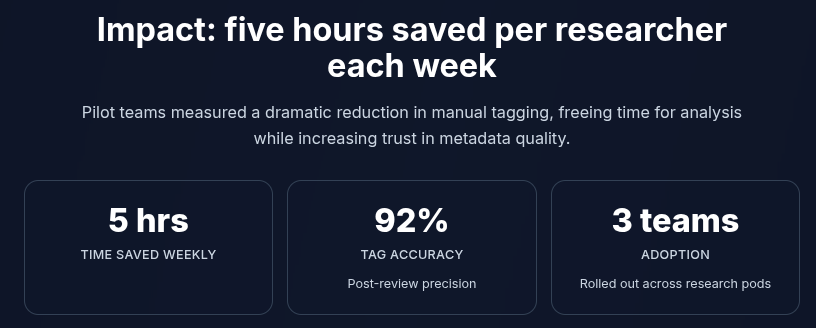 Impact: five hours saved per researcher
each week
Pilot teams measured a dramatic reduction in manual tagging, freeing time for analysis
while increasing trust in metadata quality.
5 hrs
TIME SAVED WEEKLY
92%
TAG ACCURACY
Post-review precision
3 teams
ADOPTION
Rolled out across research pods